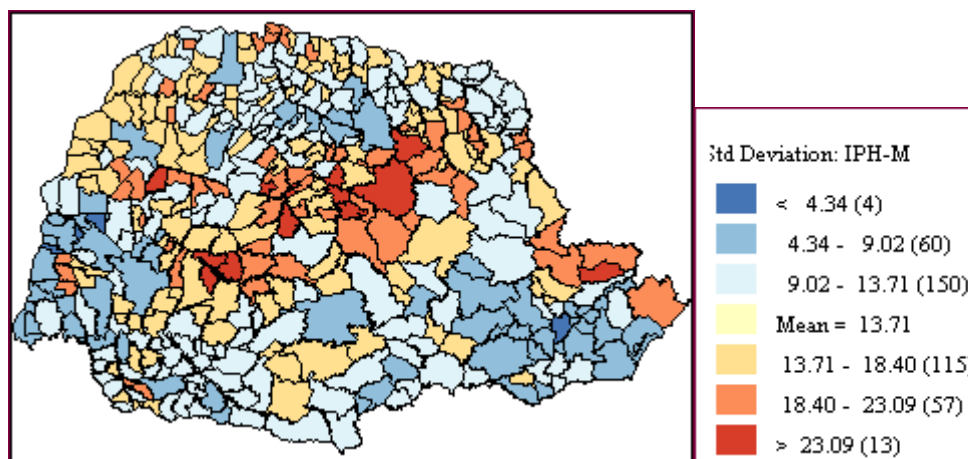 Std Deviation: IPH-M
< 4.34 (4)
4.34 - 9.02 (60)
9.02 - 13.71 (150)
Mean = 13.71
13.71 - 18.40 (115)
18.40 - 23.09 (57)
> 23.09 (13)